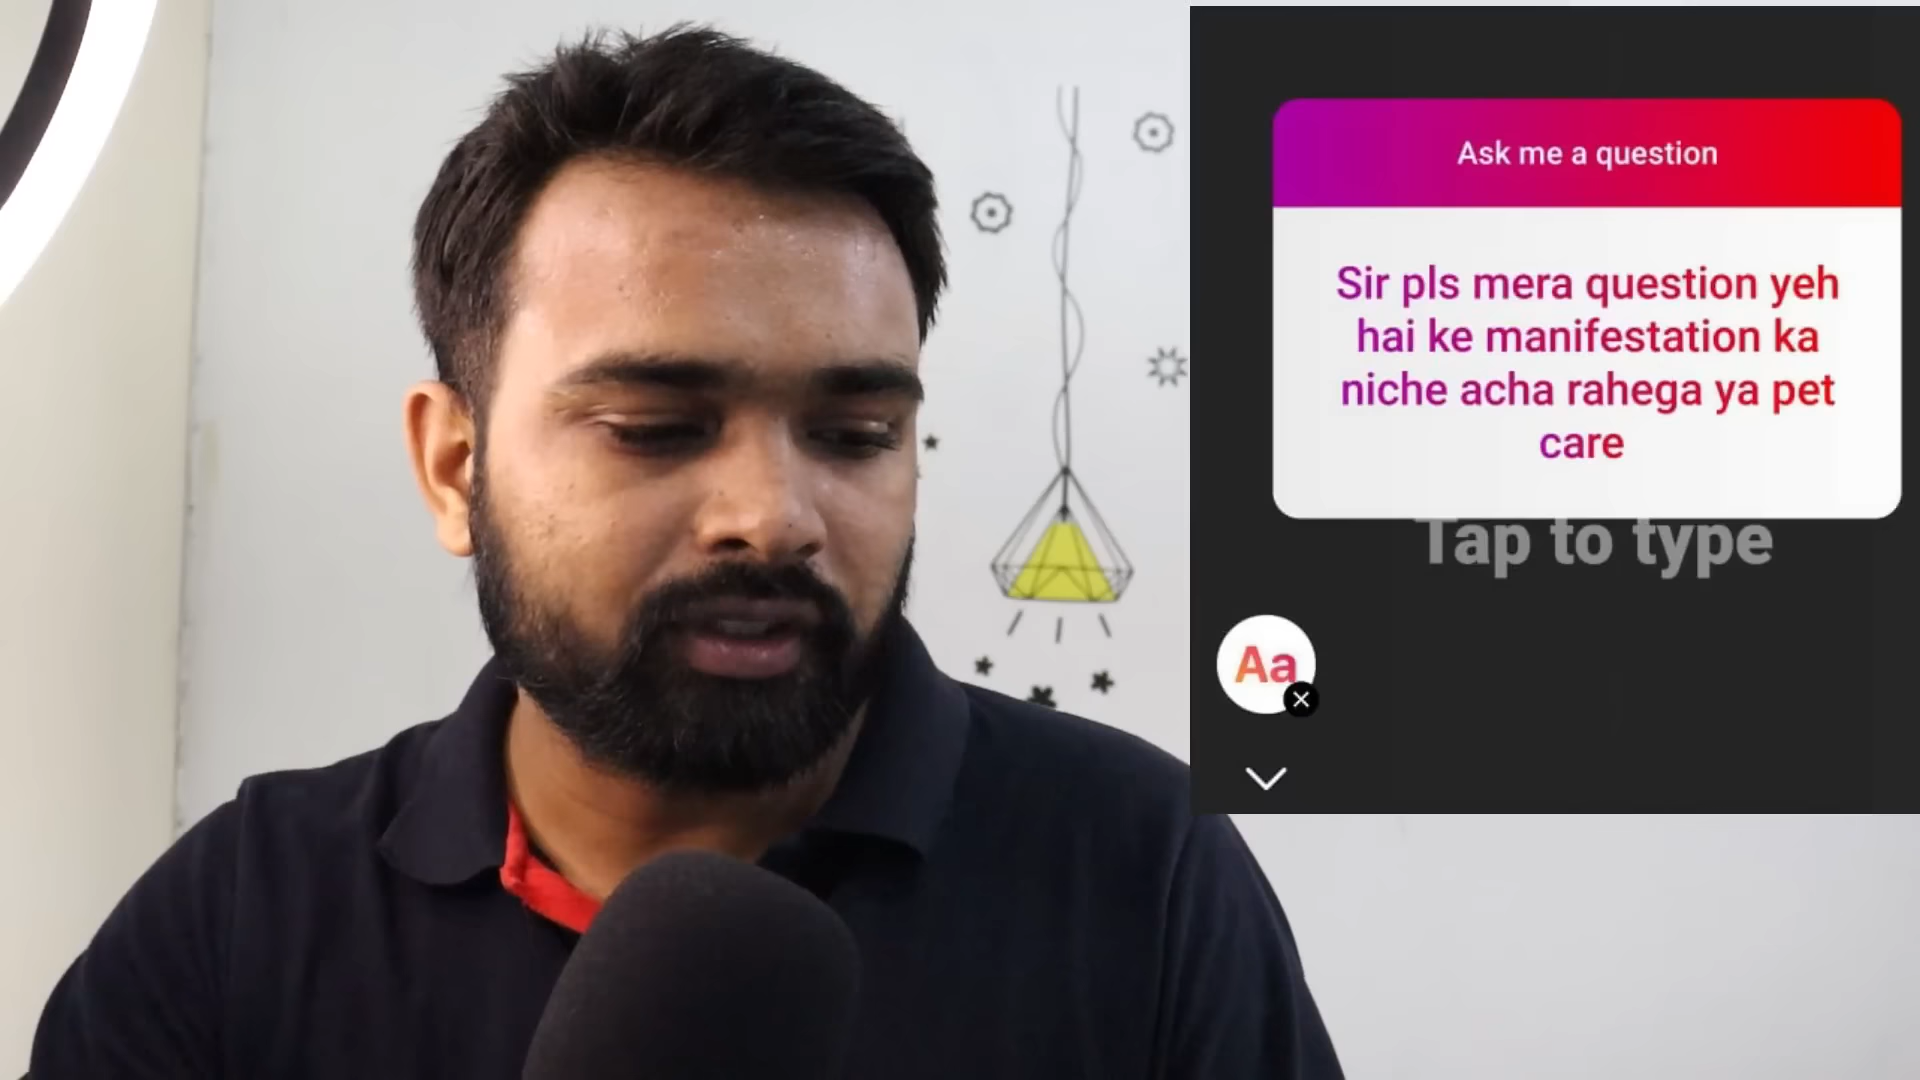 Ask me a question
Sir pls mera question yeh
hai ke manifestation ka
niche acha rahega ya pet
care
Tap to type
Aa